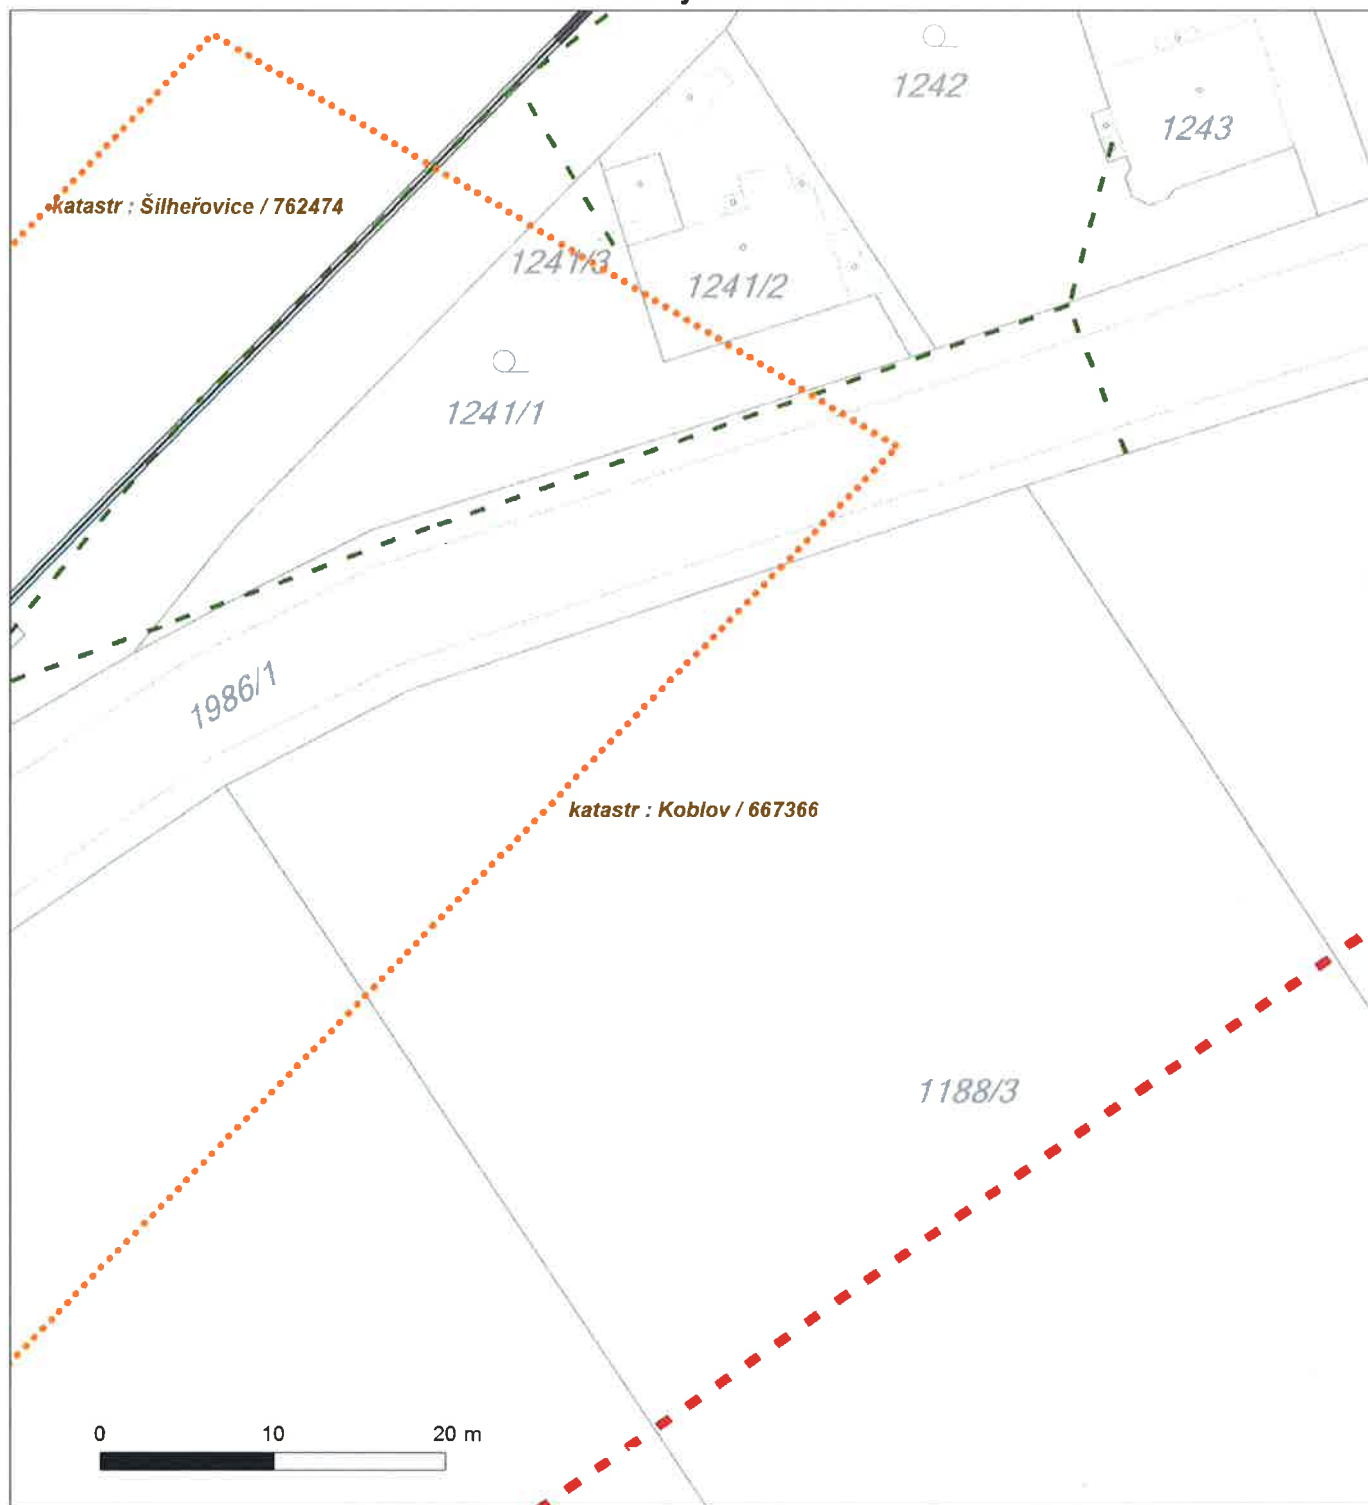 1242
1243
katastr : Šilheřovice / 762474
1241/3
1241/2
1241/1
1986/1
katastr : Koblov / 667366
1188/3
0 10 20 m